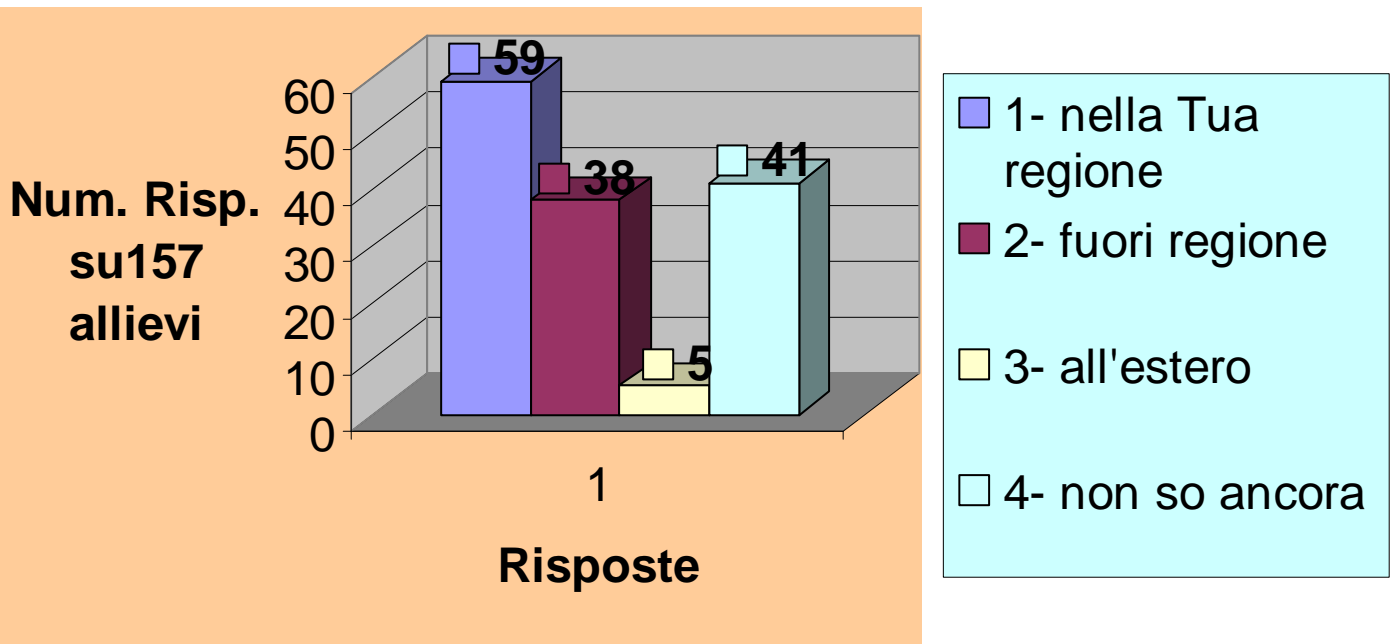 Num. Risp.
su157
allievi
60
50
40
30
20
10
0
59
38
5
41
1
Risposte
1- nella Tua
regione
2- fuori regione
3- all'estero
4- non so ancora